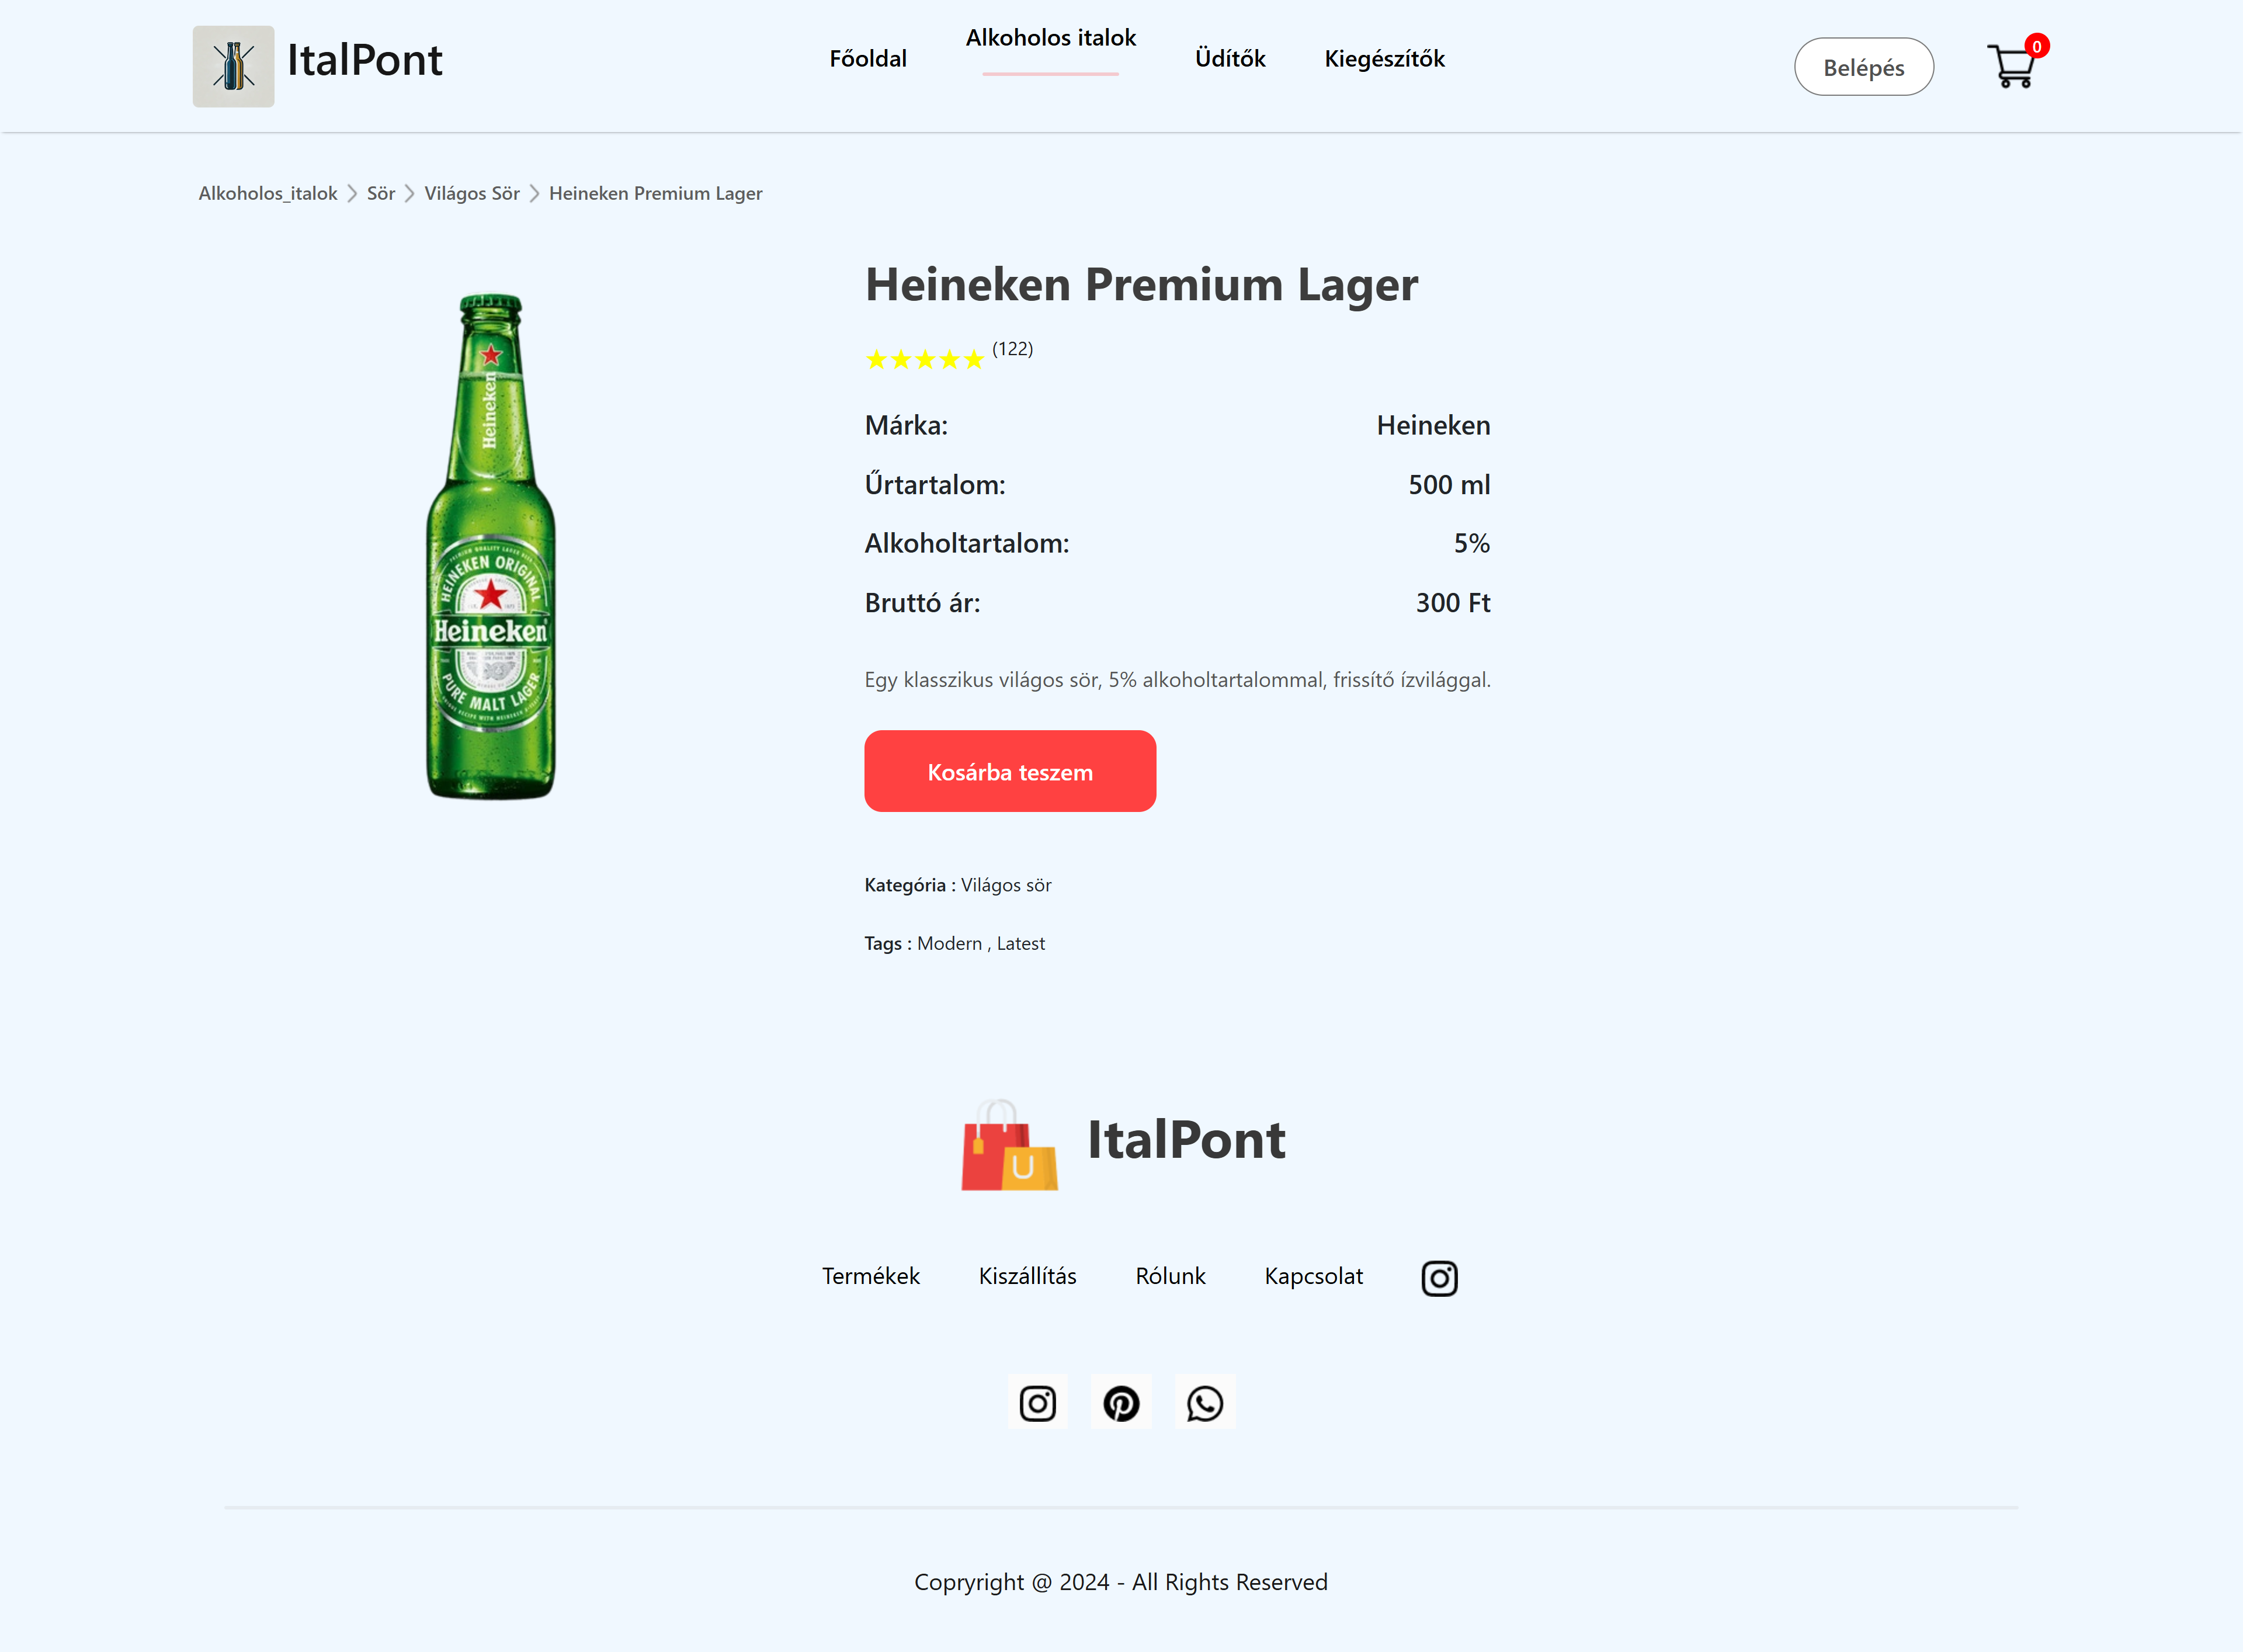 ItalPont
Főoldal
Alkoholos italok
Üdítők
Kiegészítők
Belépés
0
Alkoholos_italok
Sör
Világos Sör
Heineken Premium Lager
Heineken
HEINEKEN ORIGINAL
Heineken
PURE MALT LAGER
Heineken Premium Lager
★★★★★ (122)
Márka: Heineken
Űrtartalom: 500 ml
Alkoholtartalom: 5%
Bruttó ár: 300 Ft
Egy klasszikus világos sör, 5% alkoholtartalommal, frissítő ízvilággal.
Kosárba teszem
Kategória : Világos sör
Tags : Modern , Latest
U
ItalPont
Termékek
Kiszállítás
Rólunk
Kapcsolat
Copryright @ 2024 - All Rights Reserved